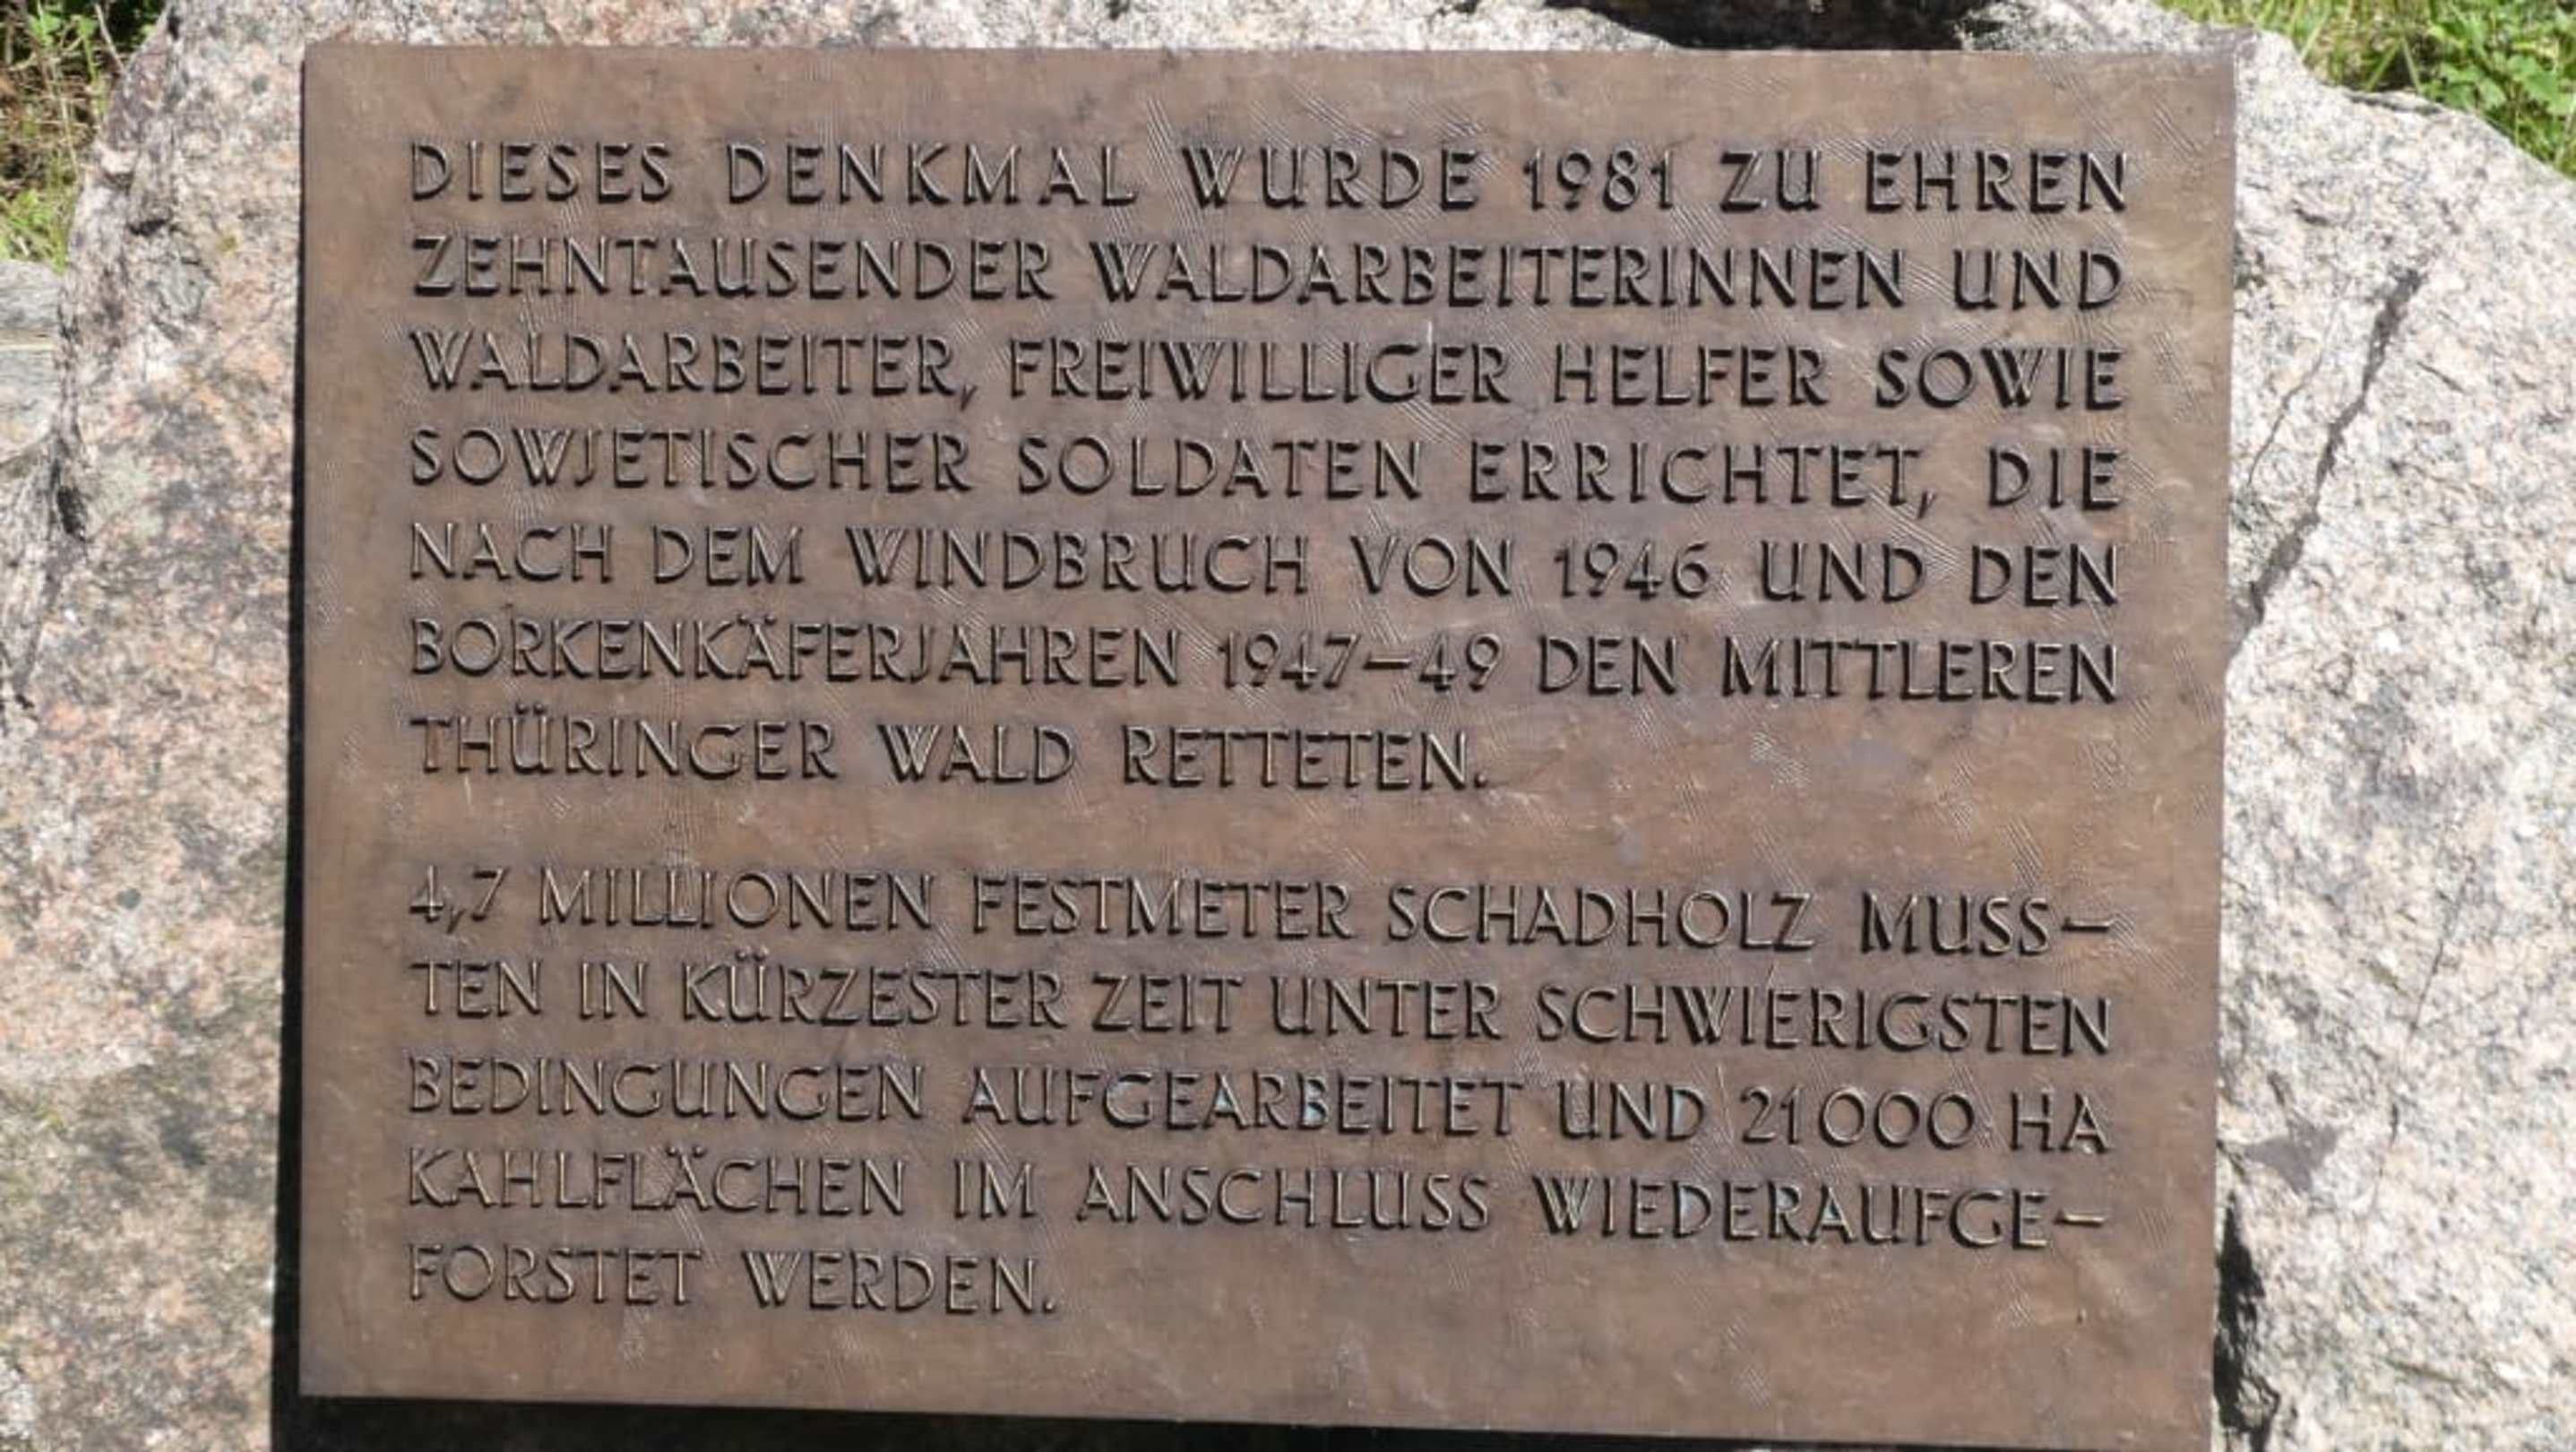 DIESES DENKMAL WURDE 1981 ZU EHREN
ZEHNTAUSENDER WALDARBEITERINNEN UND
WALDARBEITER, FREIWILLIGER HELFER SOWIE
SOWJETISCHER SOLDATEN ERRICHTET, DIE
NACH DEM WINDBRUCH VON 1946 UND DEN
BORKENKÄFERJAHREN 1947–49 DEN MITTLEREN
THÜRINGER WALD RETTETEN.
4,7 MILLIONEN FESTMETER SCHADHOLZ MUSS–
TEN IN KÜRZESTER ZEIT UNTER SCHWIERIGSTEN
BEDINGUNGEN AUFGEARBEITET UND 21000 HA
KAHLFLÄCHEN IM ANSCHLUSS WIEDERAUFGE–
FORSTET WERDEN.